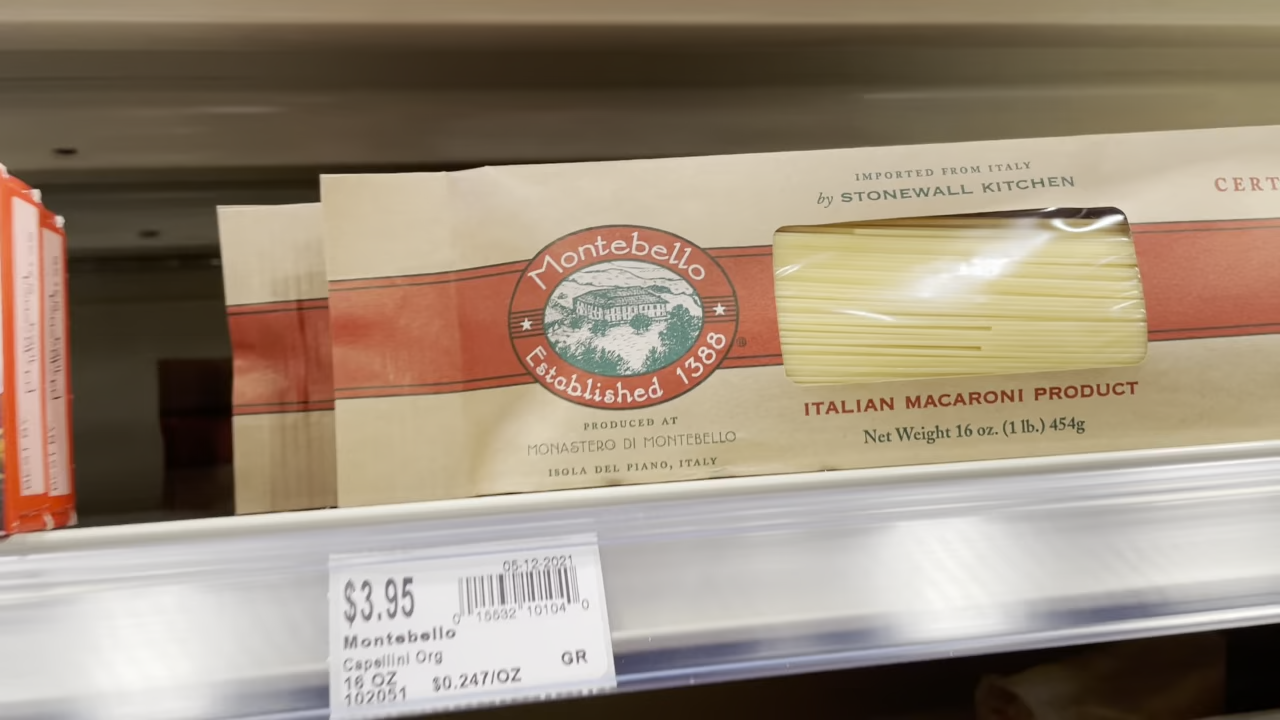 IMPORTED FROM ITALY
by STONEWALL KITCHEN
CERT
Montebello
Established 1388
®
PRODUCED AT
MONASTERO DI MONTEBELLO
ISOLA DEL PIANO, ITALY
ITALIAN MACARONI PRODUCT
Net Weight 16 oz. (1 lb.) 454g
05-12-2021
$3.95
0 15532 10104 0
Montebello
Capellini Org
GR
16 OZ $0.247/OZ
102051